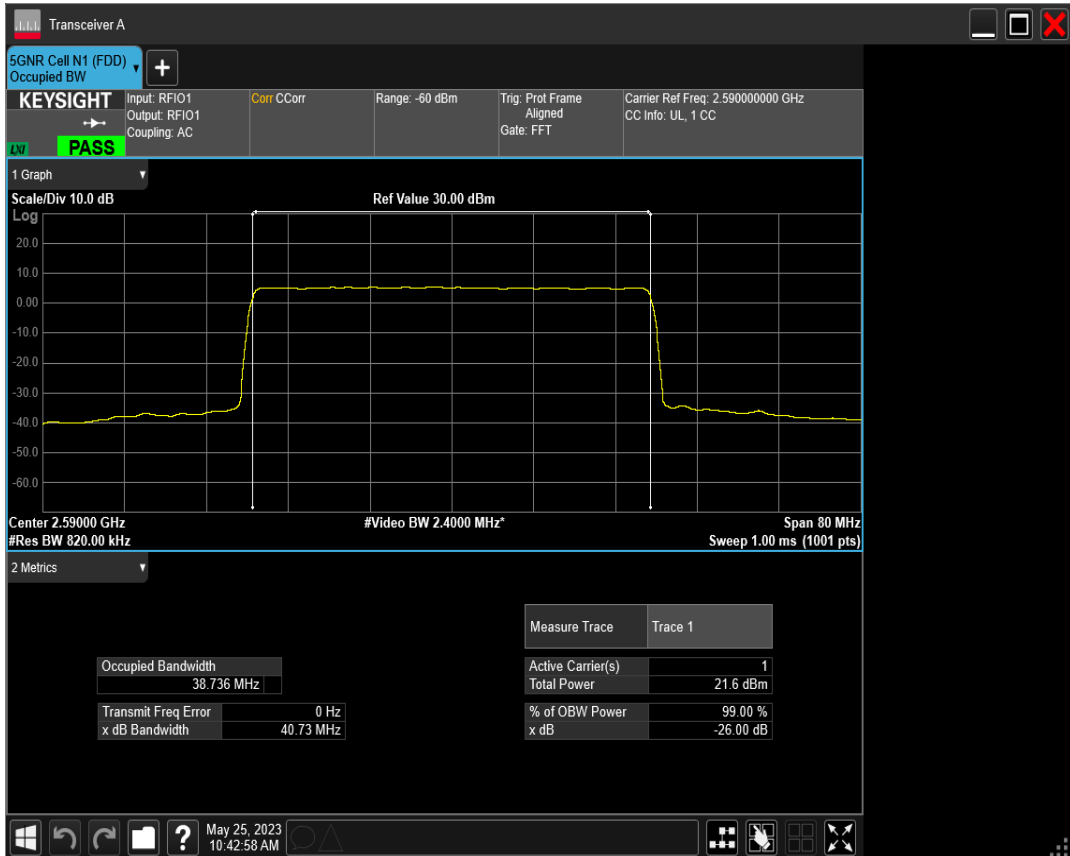 Transceiver A
5GNR Cell N1 (FDD)
Occupied BW
KEYSIGHT
Input: RFIO1
Output: RFIO1
Coupling: AC
Corr CCorr
Range: -60 dBm
Trig: Prot Frame
Aligned
Gate: FFT
Carrier Ref Freq: 2.590000000 GHz
CC Info: UL, 1 CC
LXI
PASS
1 Graph
Scale/Div 10.0 dB
Ref Value 30.00 dBm
Log
20.0
10.0
0.00
-10.0
-20.0
-30.0
-40.0
-50.0
-60.0
Center 2.59000 GHz
#Video BW 2.4000 MHz*
Span 80 MHz
#Res BW 820.00 kHz
Sweep 1.00 ms (1001 pts)
2 Metrics
Measure Trace Trace 1
Occupied Bandwidth
38.736 MHz
Active Carrier(s) 1
Total Power 21.6 dBm
Transmit Freq Error 0 Hz
x dB Bandwidth 40.73 MHz
% of OBW Power 99.00 %
x dB -26.00 dB
May 25, 2023
10:42:58 AM